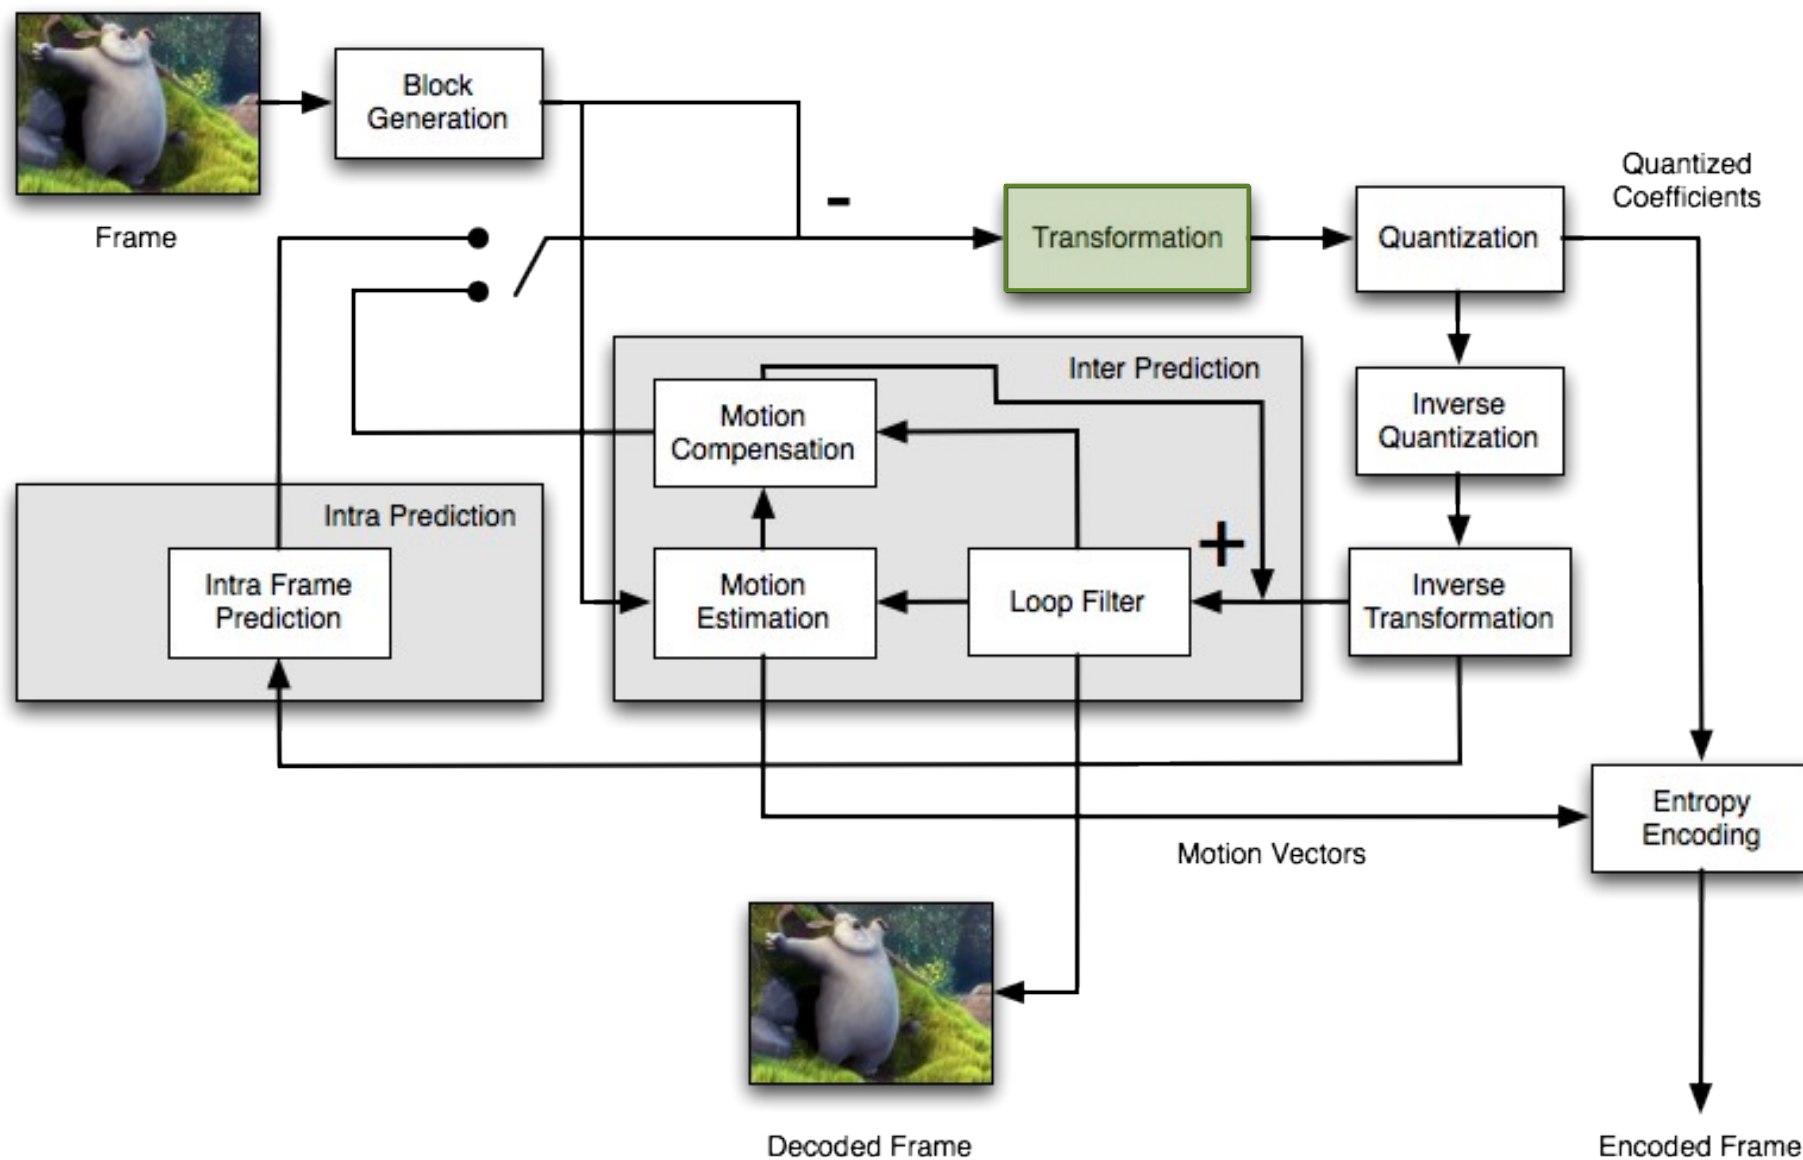 Block
Generation
Frame
-
Transformation
Quantization
Quantized
Coefficients
Inter Prediction
Motion
Compensation
Inverse
Quantization
Intra Prediction
Intra Frame
Prediction
Motion
Estimation
Loop Filter
+
Inverse
Transformation
Entropy
Encoding
Motion Vectors
Decoded Frame
Encoded Frame